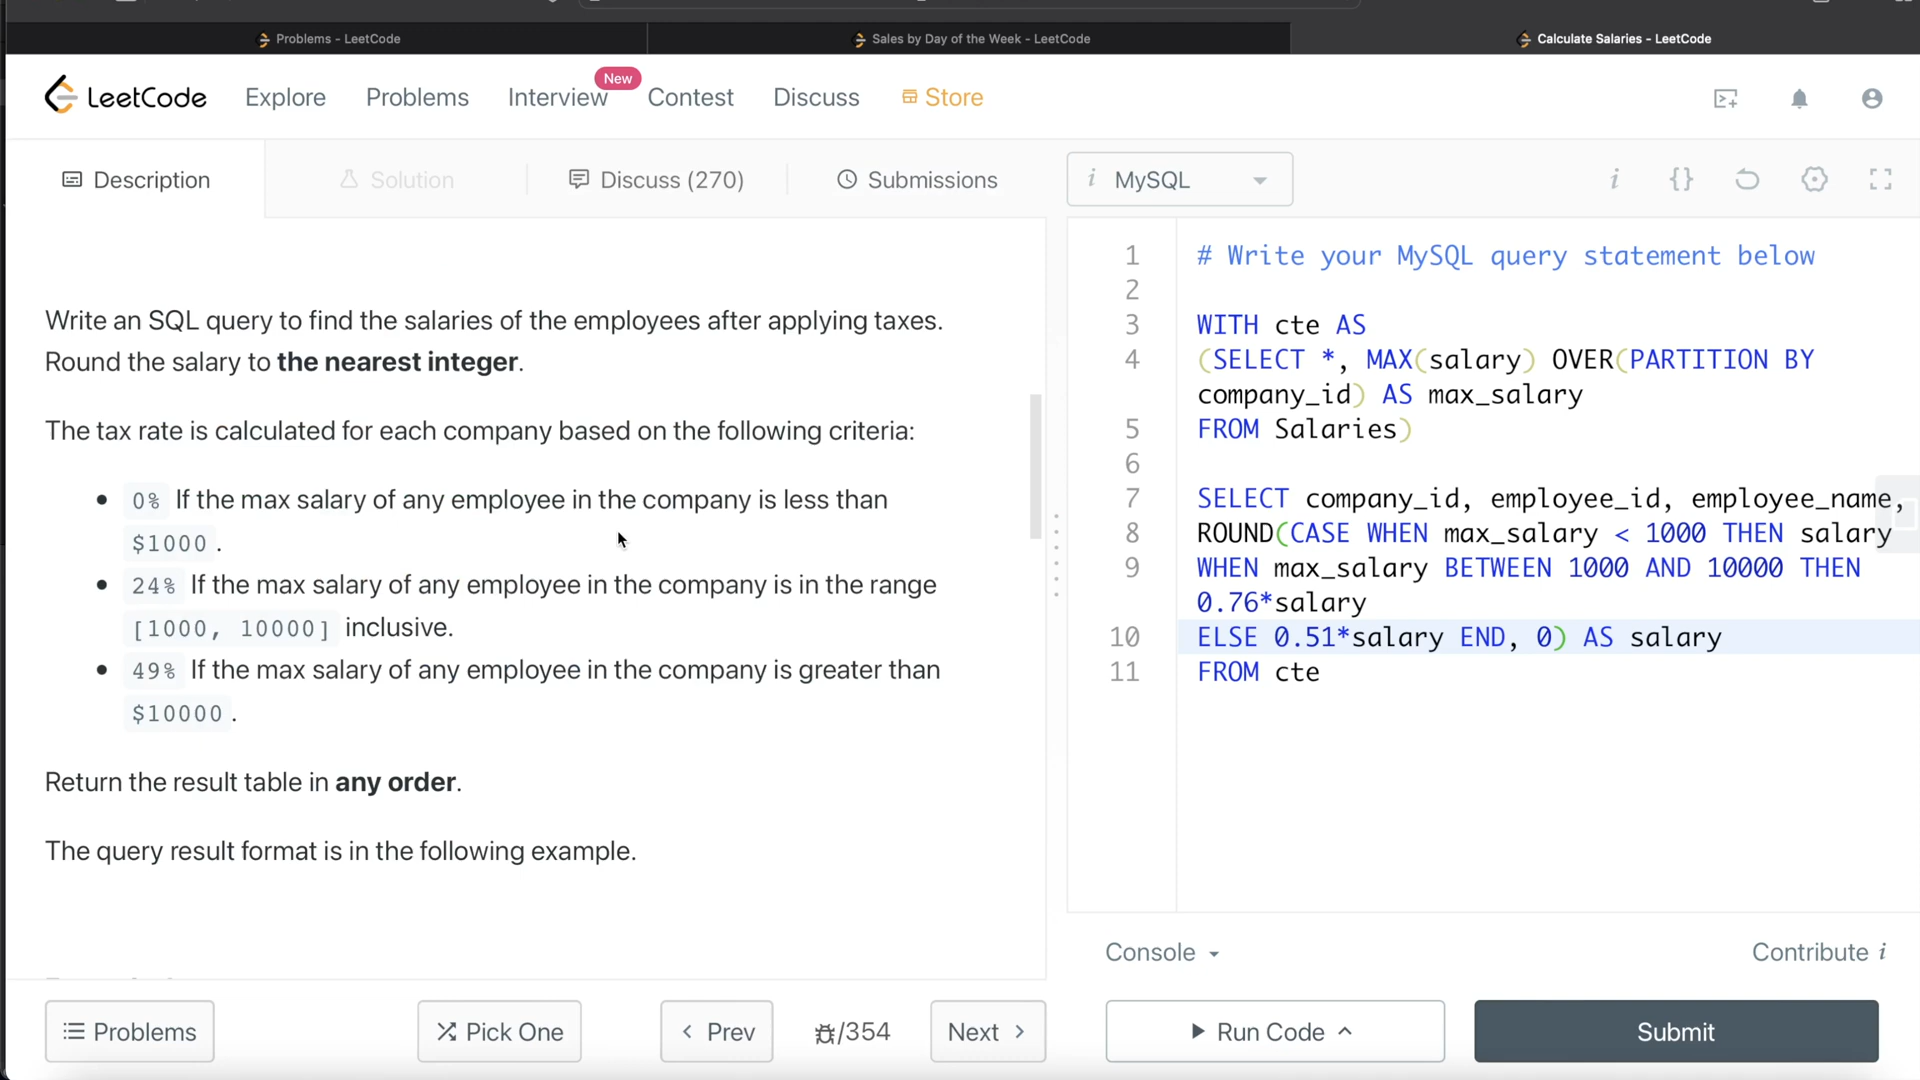 Problems - LeetCode
Sales by Day of the Week - LeetCode
Calculate Salaries - LeetCode
LeetCode
Explore
Problems
Interview
New
Contest
Discuss
Store
Description
Solution
Discuss (270)
Submissions
i MySQL
i {}
Write an SQL query to find the salaries of the employees after applying taxes.
Round the salary to the nearest integer.
The tax rate is calculated for each company based on the following criteria:
• 0% If the max salary of any employee in the company is less than
$1000 .
• 24% If the max salary of any employee in the company is in the range
[1000, 10000] inclusive.
• 49% If the max salary of any employee in the company is greater than
$10000 .
Return the result table in any order.
The query result format is in the following example.
1 # Write your MySQL query statement below
2
3 WITH cte AS
4 (SELECT *, MAX(salary) OVER(PARTITION BY
company_id) AS max_salary
5 FROM Salaries)
6
7 SELECT company_id, employee_id, employee_name,
8 ROUND(CASE WHEN max_salary < 1000 THEN salary
9 WHEN max_salary BETWEEN 1000 AND 10000 THEN
0.76*salary
10 ELSE 0.51*salary END, 0) AS salary
11 FROM cte
Console
Contribute i
Problems
Pick One
< Prev
/354
Next >
Run Code
Submit